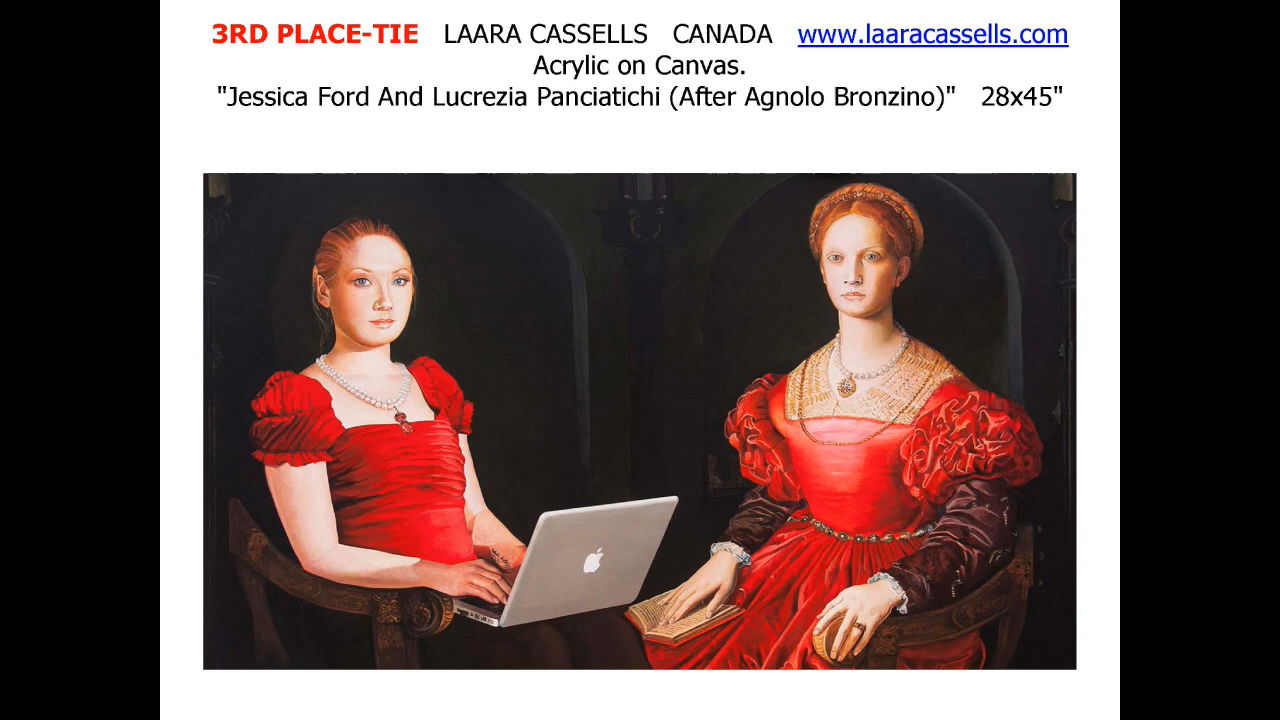 3RD PLACE-TIE LAARA CASSELLS CANADA www.laaracassells.com
Acrylic on Canvas.
"Jessica Ford And Lucrezia Panciatichi (After Agnolo Bronzino)" 28x45"